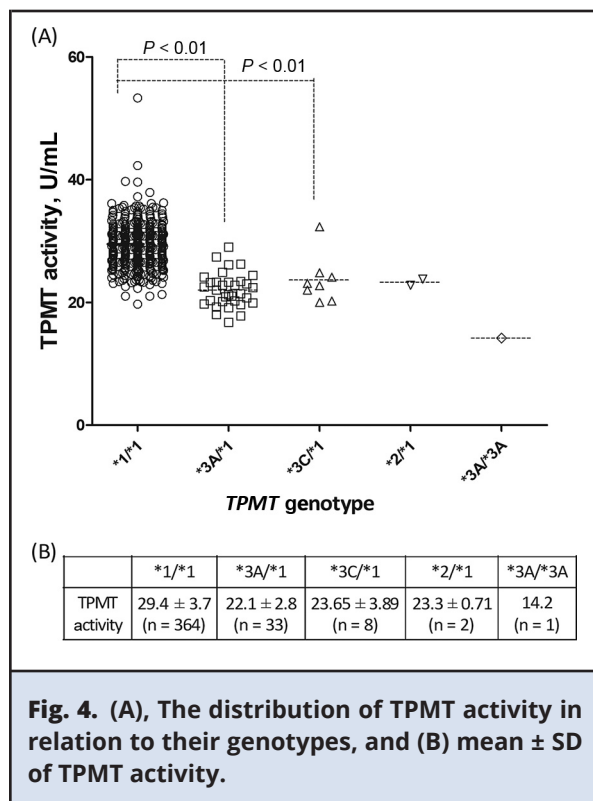 (A)
60
P < 0.01
P < 0.01
40
20
0
TPMT activity, U/mL
*1/*1
*3A/*1
*3C/*1
*2/*1
*3A/*3A
TPMT genotype
(B)
*1/*1 *3A/*1 *3C/*1 *2/*1 *3A/*3A
TPMT 29.4 ± 3.7 22.1 ± 2.8 23.65 ± 3.89 23.3 ± 0.71 14.2
activity (n = 364) (n = 33) (n = 8) (n = 2) (n = 1)
Fig. 4. (A), The distribution of TPMT activity in
relation to their genotypes, and (B) mean ± SD
of TPMT activity.